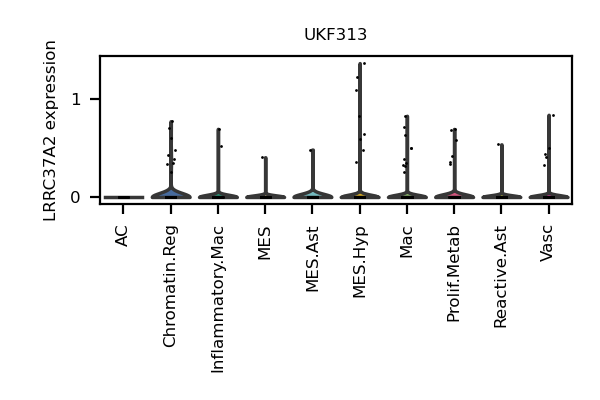 UKF313
LRRC37A2 expression
1
0
AC
Chromatin.Reg
Inflammatory.Mac
MES
MES.Ast
MES.Hyp
Mac
Prolif.Metab
Reactive.Ast
Vasc